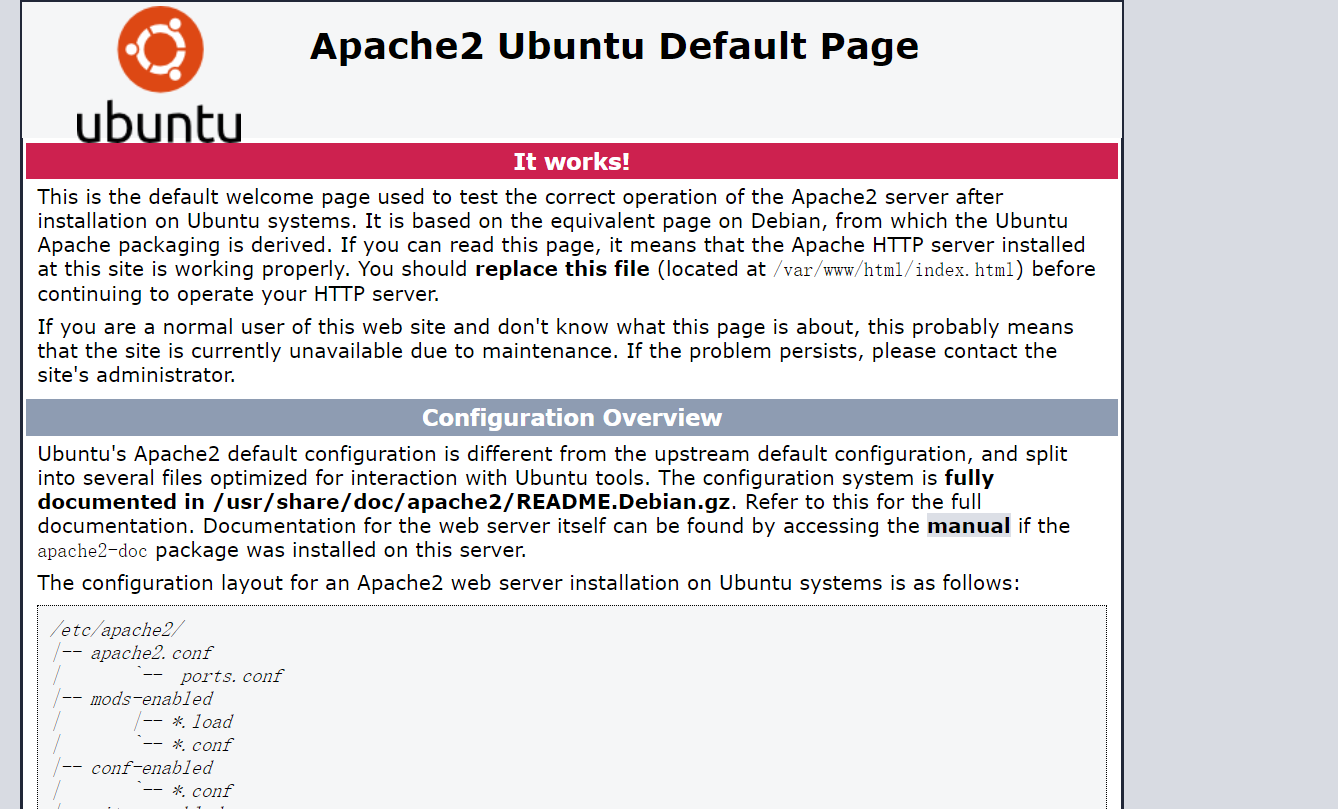 ubuntu
Apache2 Ubuntu Default Page
It works!
This is the default welcome page used to test the correct operation of the Apache2 server after
installation on Ubuntu systems. It is based on the equivalent page on Debian, from which the Ubuntu
Apache packaging is derived. If you can read this page, it means that the Apache HTTP server installed
at this site is working properly. You should replace this file (located at /var/www/html/index.html) before
continuing to operate your HTTP server.
If you are a normal user of this web site and don't know what this page is about, this probably means
that the site is currently unavailable due to maintenance. If the problem persists, please contact the
site's administrator.
Configuration Overview
Ubuntu's Apache2 default configuration is different from the upstream default configuration, and split
into several files optimized for interaction with Ubuntu tools. The configuration system is fully
documented in /usr/share/doc/apache2/README.Debian.gz. Refer to this for the full
documentation. Documentation for the web server itself can be found by accessing the manual if the
apache2-doc package was installed on this server.
The configuration layout for an Apache2 web server installation on Ubuntu systems is as follows:
/etc/apache2/
|-- apache2.conf
|       `--  ports.conf
|-- mods-enabled
|       |-- *.load
|       `-- *.conf
|-- conf-enabled
|       `-- *.conf